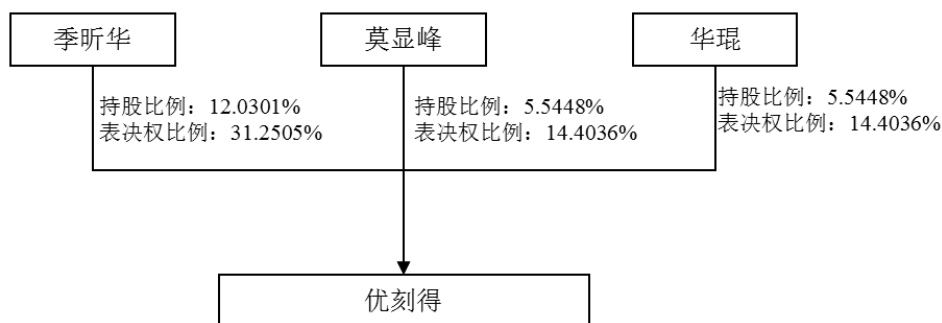 季昕华
莫显峰
华琨
持股比例：12.0301%
表决权比例：31.2505%
持股比例：5.5448%
表决权比例：14.4036%
持股比例：5.5448%
表决权比例：14.4036%
优刻得